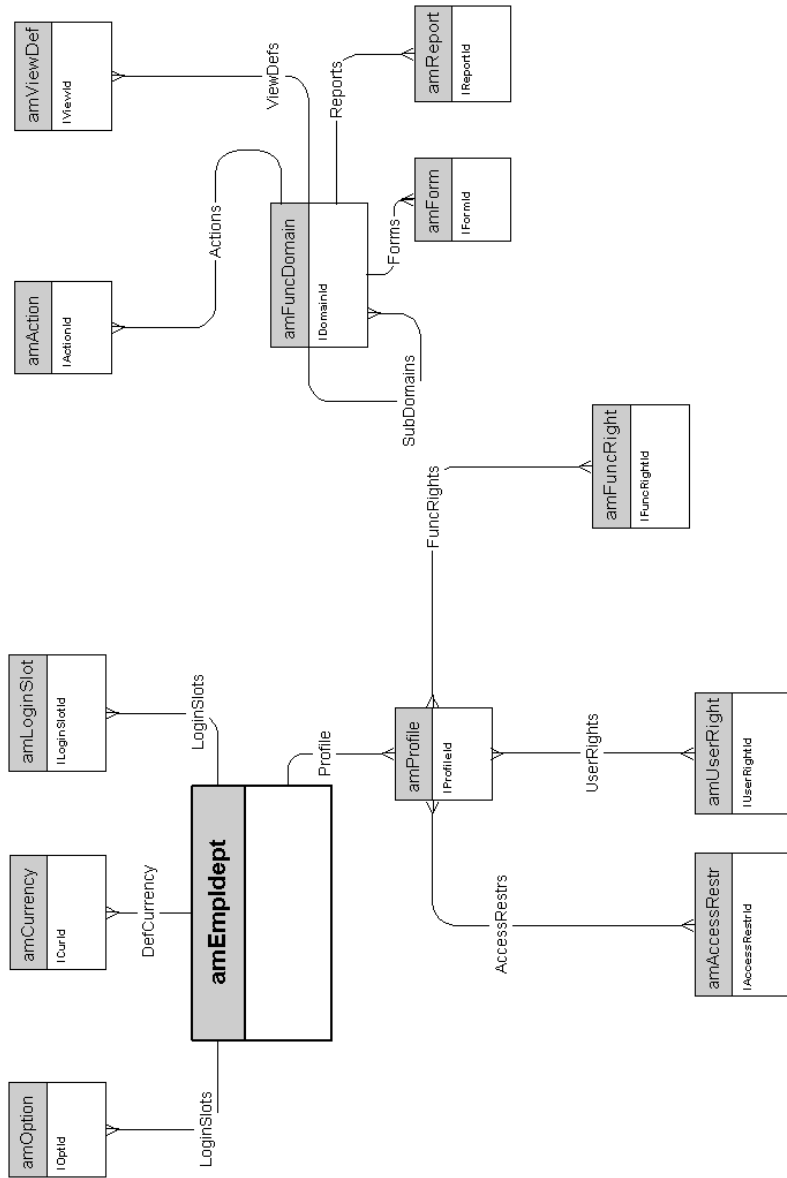 amOption
lOptId
amCurrency
lCurId
amLoginSlot
lLoginSlotId
amAction
lActionId
amViewDef
lViewId
LoginSlots
DefCurrency
LoginSlots
Actions
ViewDefs
amEmpldept
amFuncDomain
lDomainId
Profile
SubDomains
Forms
Reports
amProfile
lProfileId
amForm
lFormId
amReport
lReportId
AccessRestrs
UserRights
FuncRights
amFuncRight
lFuncRightId
amAccessRestr
lAccessRestrId
amUserRight
lUserRightId